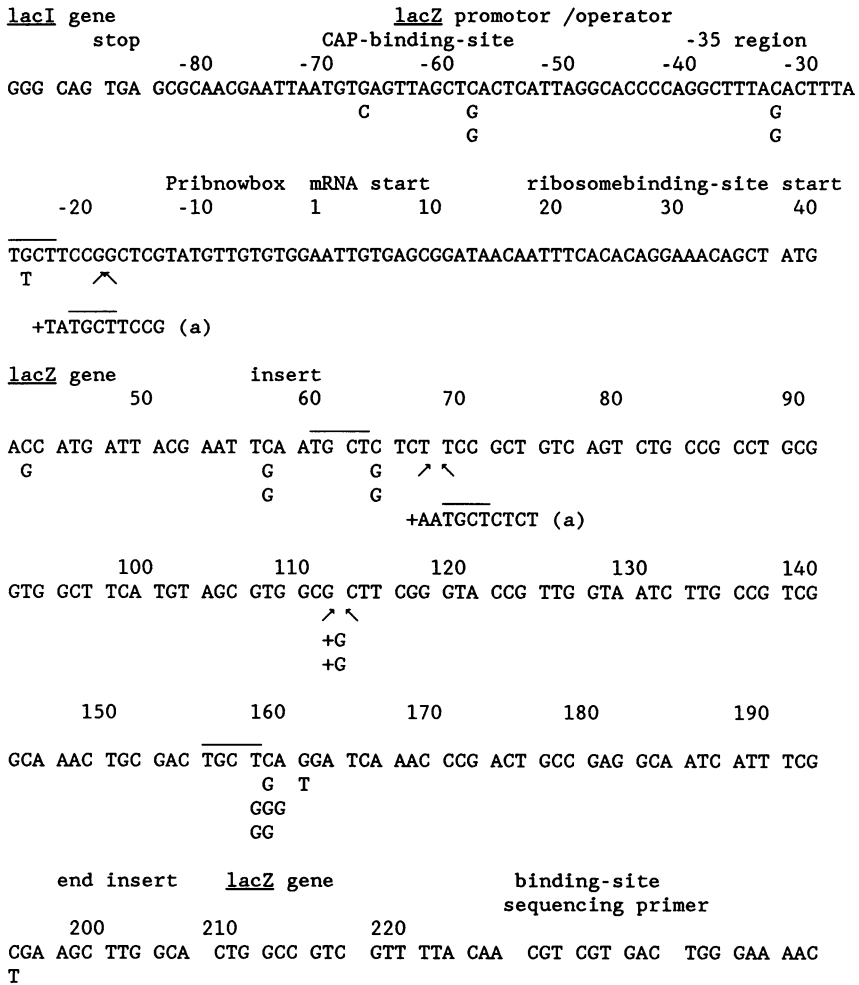 lacI gene lacZ promotor /operator
stop CAP-binding-site -35 region
-80 -70 -60 -50 -40 -30
GGG CAG TGA GCGCAACGAATTAATGTGAGTTAGCTCACTCATTAGGCACCCCAGGCTTTACACTTTA
C G G
G G
Pribnowbox mRNA start ribosomebinding-site start
-20 -10 1 10 20 30 40
TGCTTCCGGCTCGTATGTTGTGTGGAATTGTGAGCGGATAACAATTTCACACAGGAAACAGCT ATG
T
+TATGCTTCCG (a)
lacZ gene insert
50 60 70 80 90
ACC ATG ATT ACG AAT TCA ATG CTC TCT TCC GCT GTC AGT CTG CCG CCT GCG
G G G
G G
+AATGCTCTCT (a)
100 110 120 130 140
GTG GCT TCA TGT AGC GTG GCG CTT CGG GTA CCG TTG GTA ATC TTG CCG TCG
+G
+G
150 160 170 180 190
GCA AAC TGC GAC TGC TCA GGA TCA AAC CCG ACT GCC GAG GCA ATC ATT TCG
G T
GGG
GG
end insert lacZ gene binding-site
sequencing primer
200 210 220
CGA AGC TTG GCA CTG GCC GTC GTT TTA CAA CGT CGT GAC TGG GAA AAC
T